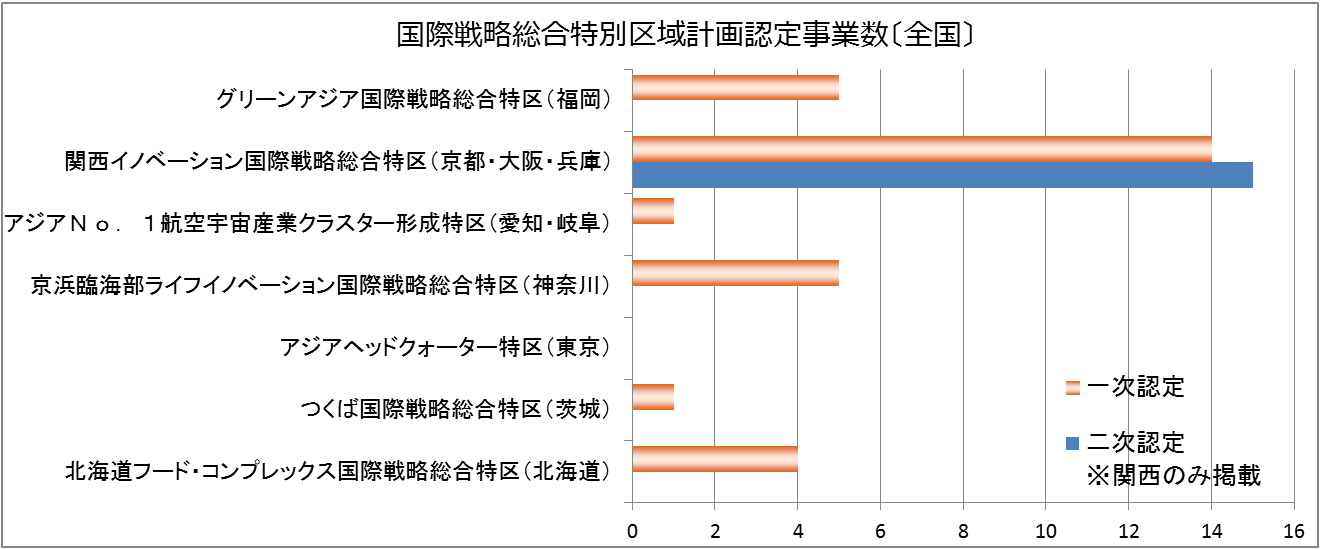 国際戦略総合特別区域計画認定事業数〔全国〕
グリーンアジア国際戦略総合特区（福岡）
関西イノベーション国際戦略総合特区（京都・大阪・兵庫）
アジアＮｏ．１航空宇宙産業クラスター形成特区（愛知・岐阜）
京浜臨海部ライフイノベーション国際戦略総合特区（神奈川）
アジアヘッドクォーター特区（東京）
つくば国際戦略総合特区（茨城）
北海道フード・コンプレックス国際戦略総合特区（北海道）
一次認定
二次認定
※関西のみ掲載
0 2 4 6 8 10 12 14 16